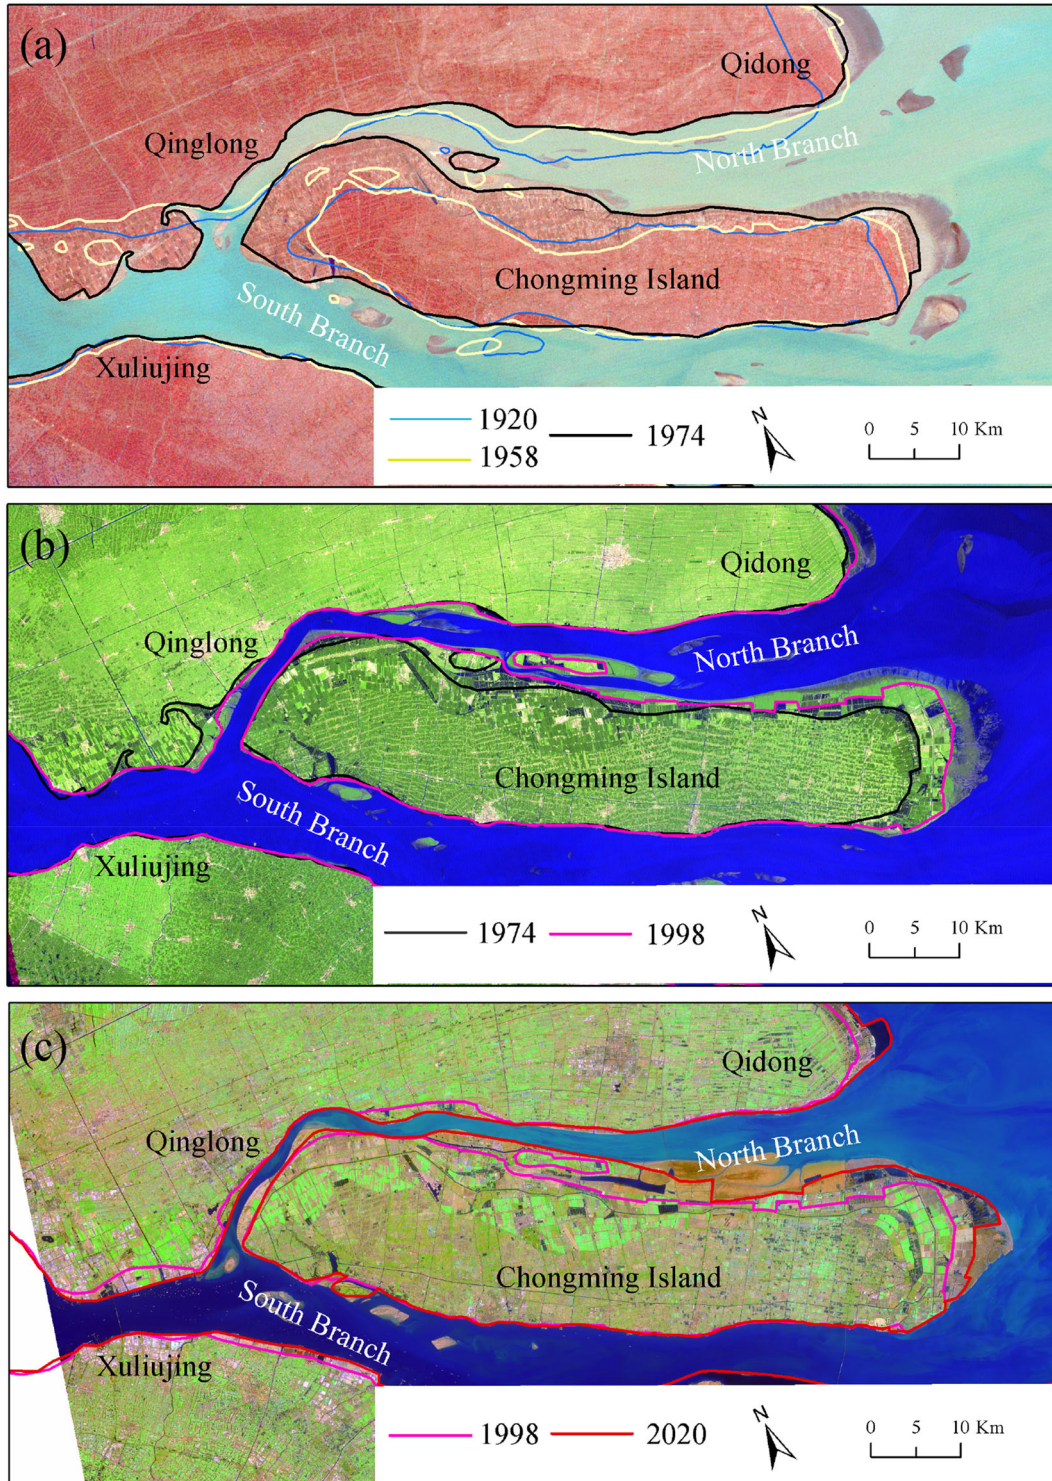 (a)
Qidong
Qinglong
North Branch
Chongming Island
South Branch
Xuliujing
1920
1958
1974
N
0 5 10 Km
(b)
Qidong
Qinglong
North Branch
Chongming Island
South Branch
Xuliujing
1974
1998
N
0 5 10 Km
(c)
Qidong
Qinglong
North Branch
Chongming Island
South Branch
Xuliujing
1998
2020
N
0 5 10 Km